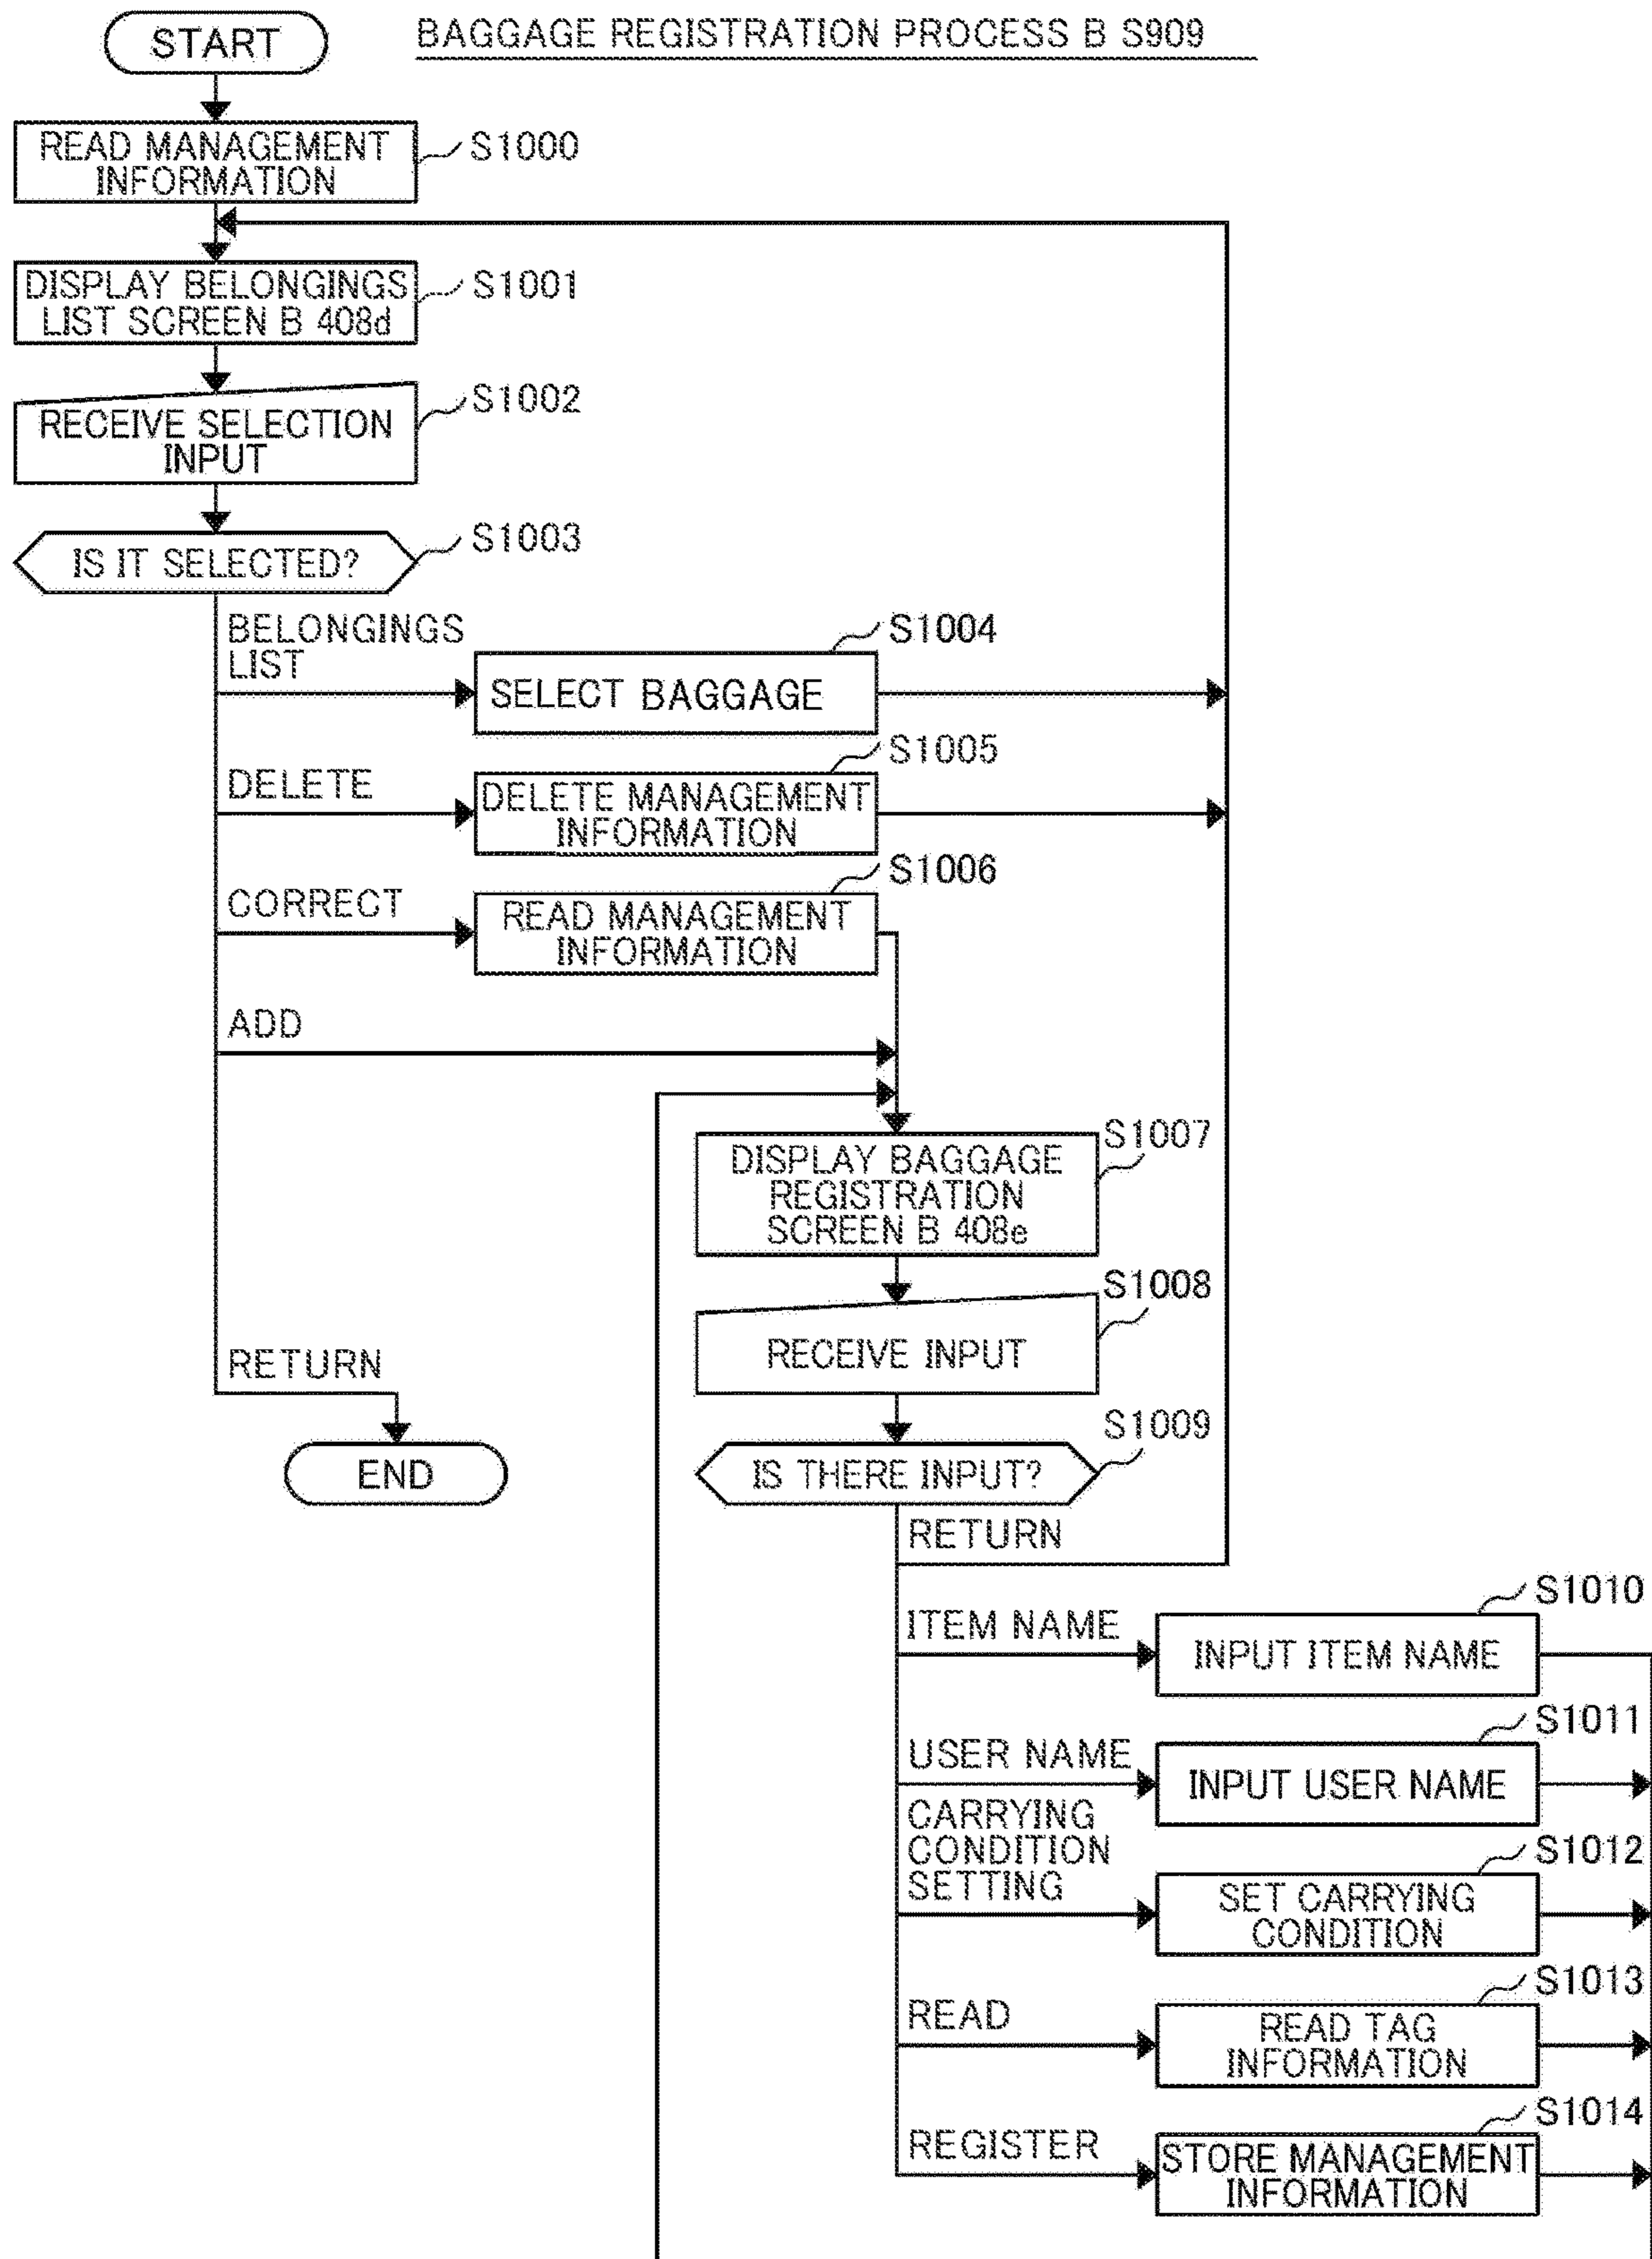 START
BAGGAGE REGISTRATION PROCESS B S909
READ MANAGEMENT
INFORMATION
S1000
DISPLAY BELONGINGS
LIST SCREEN B 408d
S1001
RECEIVE SELECTION
INPUT
S1002
IS IT SELECTED?
S1003
BELONGINGS
LIST
SELECT BAGGAGE
S1004
DELETE
DELETE MANAGEMENT
INFORMATION
S1005
CORRECT
READ MANAGEMENT
INFORMATION
S1006
ADD
DISPLAY BAGGAGE
REGISTRATION
SCREEN B 408e
S1007
RECEIVE INPUT
S1008
RETURN
END
IS THERE INPUT?
S1009
RETURN
ITEM NAME
INPUT ITEM NAME
S1010
USER NAME
INPUT USER NAME
S1011
CARRYING
CONDITION
SETTING
SET CARRYING
CONDITION
S1012
READ
READ TAG
INFORMATION
S1013
REGISTER
STORE MANAGEMENT
INFORMATION
S1014